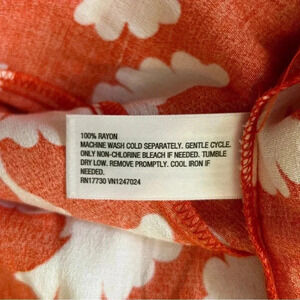 100% RAYON
MACHINE WASH COLD SEPARATELY. GENTLE CYCLE.
ONLY NON-CHLORINE BLEACH IF NEEDED. TUMBLE
DRY LOW. REMOVE PROMPTLY. COOL IRON IF
NEEDED.
RN17730 VN1247024